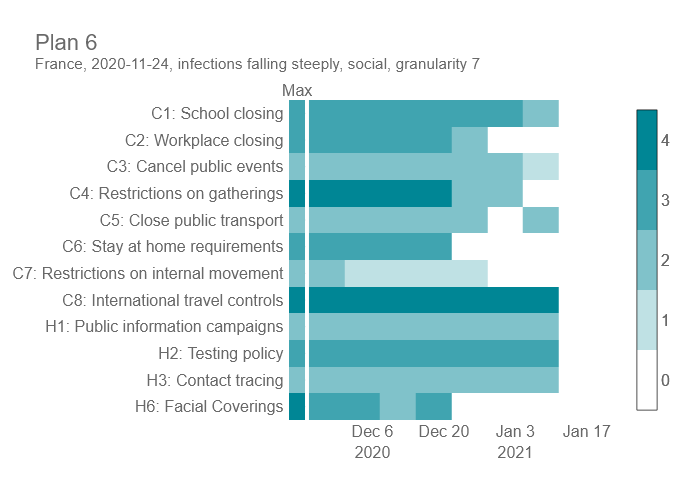 Plan 6
France, 2020-11-24, infections falling steeply, social, granularity 7
Max
C1: School closing
C2: Workplace closing
C3: Cancel public events
C4: Restrictions on gatherings
C5: Close public transport
C6: Stay at home requirements
C7: Restrictions on internal movement
C8: International travel controls
H1: Public information campaigns
H2: Testing policy
H3: Contact tracing
H6: Facial Coverings
Dec 6 Dec 20 Jan 3 Jan 17
2020 2021
4
3
2
1
0